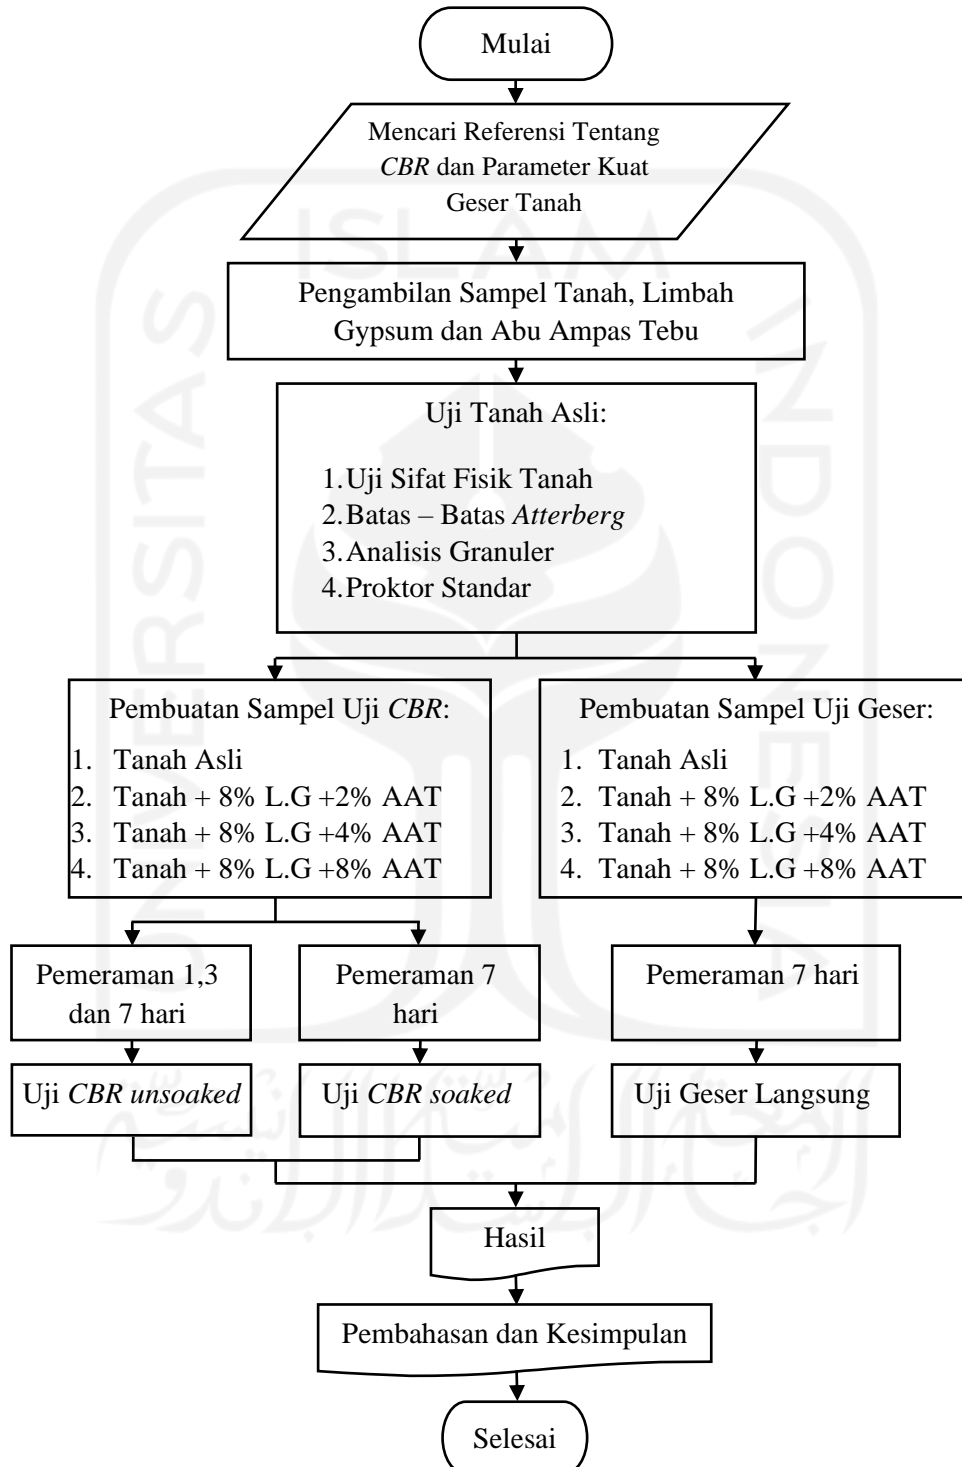 Mulai
Mencari Referensi Tentang
CBR dan Parameter Kuat
Geser Tanah
Pengambilan Sampel Tanah, Limbah
Gypsum dan Abu Ampas Tebu
Uji Tanah Asli:
1.Uji Sifat Fisik Tanah
2.Batas – Batas Atterberg
3.Analisis Granuler
4.Proktor Standar
Pembuatan Sampel Uji CBR:
1. Tanah Asli
2. Tanah + 8% L.G +2% AAT
3. Tanah + 8% L.G +4% AAT
4. Tanah + 8% L.G +8% AAT
Pembuatan Sampel Uji Geser:
1. Tanah Asli
2. Tanah + 8% L.G +2% AAT
3. Tanah + 8% L.G +4% AAT
4. Tanah + 8% L.G +8% AAT
Pemeraman 1,3
dan 7 hari
Pemeraman 7
hari
Pemeraman 7 hari
Uji CBR unsoaked
Uji CBR soaked
Uji Geser Langsung
Hasil
Pembahasan dan Kesimpulan
Selesai
UNIVERSITAS
ISLAM
INDONESIA